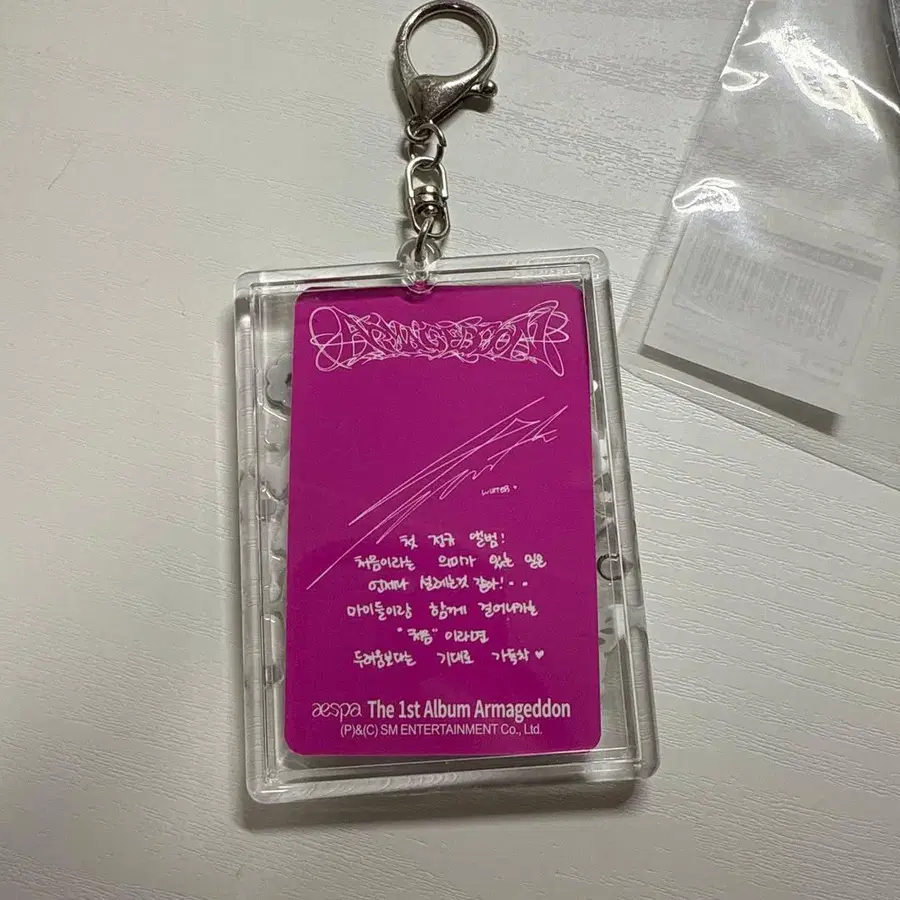 ARMAGEDDON
WINTER
첫 정규 앨범!
처음이라는 의미가 있는 일은
언제나 설레는것 같아!..
마이들이랑 함께 걸어나가는
"처음" 이라면
두려움보다는 기대로 가득차 ♥
aespa The 1st Album Armageddon
(P)&(C) SM ENTERTAINMENT Co., Ltd.